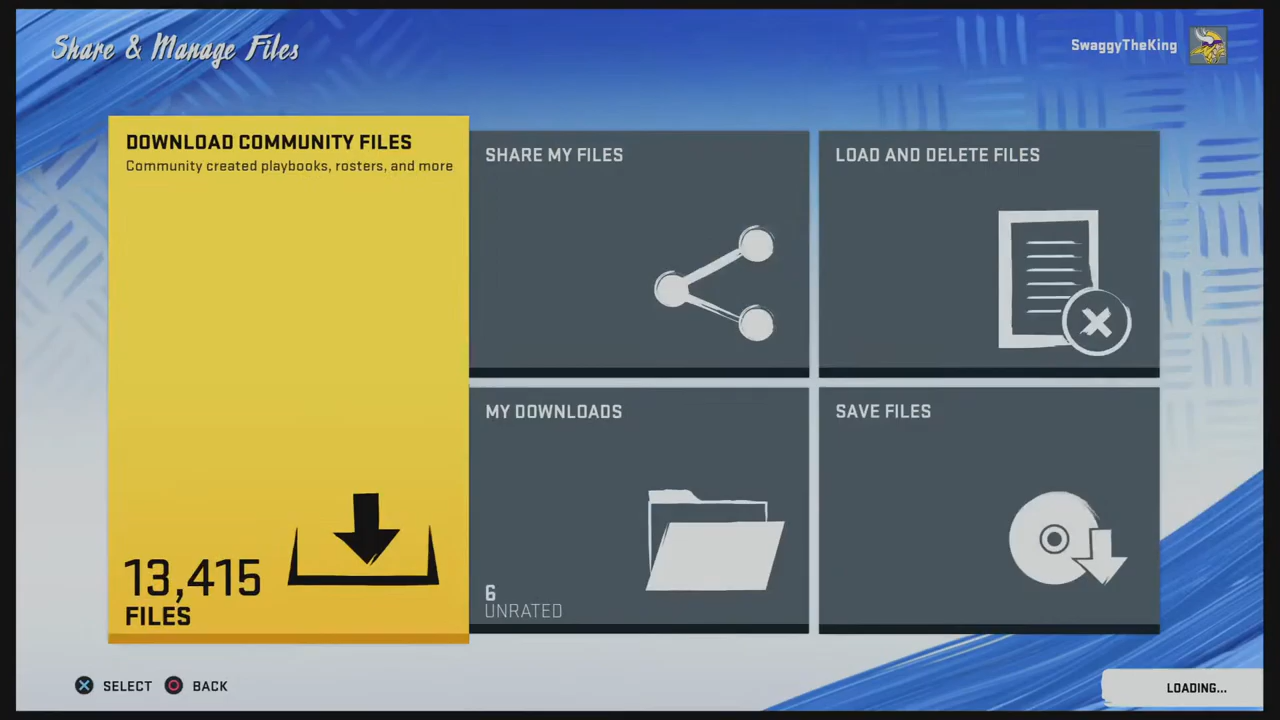 Share & Manage Files
SwaggyTheKing
DOWNLOAD COMMUNITY FILES
Community created playbooks, rosters, and more
13,415
FILES
SHARE MY FILES
LOAD AND DELETE FILES
MY DOWNLOADS
6
UNRATED
SAVE FILES
SELECT
BACK
LOADING...